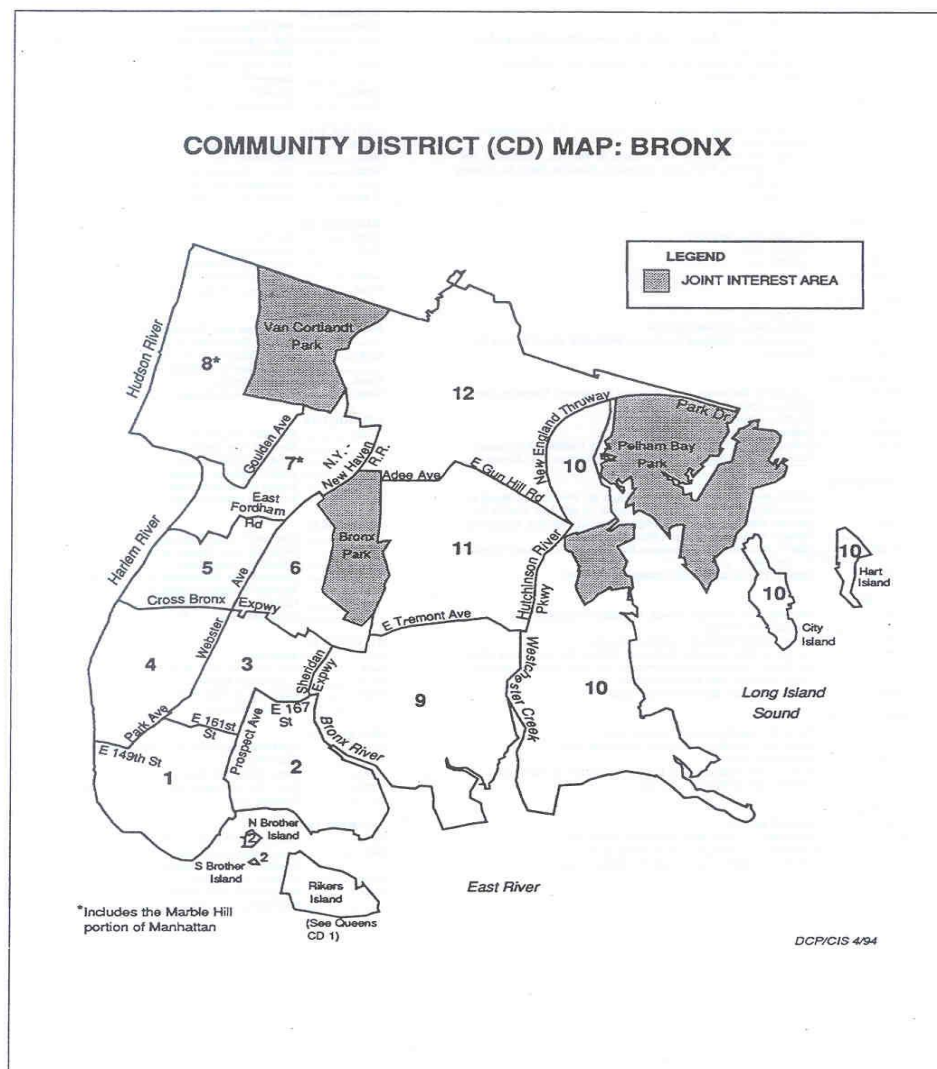 COMMUNITY DISTRICT (CD) MAP: BRONX
LEGEND
JOINT INTEREST AREA
Van Cortlandt
Park
Hudson River
8*
12
New England Thruway
Park Dr
Goulden Ave
7*
N.Y. -
New Haven
R.R.
Adee Ave
E Gun Hill Rd
10
Pelham Bay
Park
East
Fordham
Rd
Harlem River
Bronx
Park
11
Hutchinson River
Pkwy
10
Hart
Island
5
Ave
6
10
City
Island
Cross Bronx
Expwy
E Tremont Ave
Webster
4
3
Sheridan
Expwy
9
Westchester Creek
10
Long Island
Sound
Park Ave
E 161st
St
Prospect Ave
E 167
St
Bronx River
E 149th St
1
2
N Brother
Island
2
S Brother
Island
2
Rikers
Island
East River
*Includes the Marble Hill
portion of Manhattan
(See Queens
CD 1)
DCP/CIS 4/94